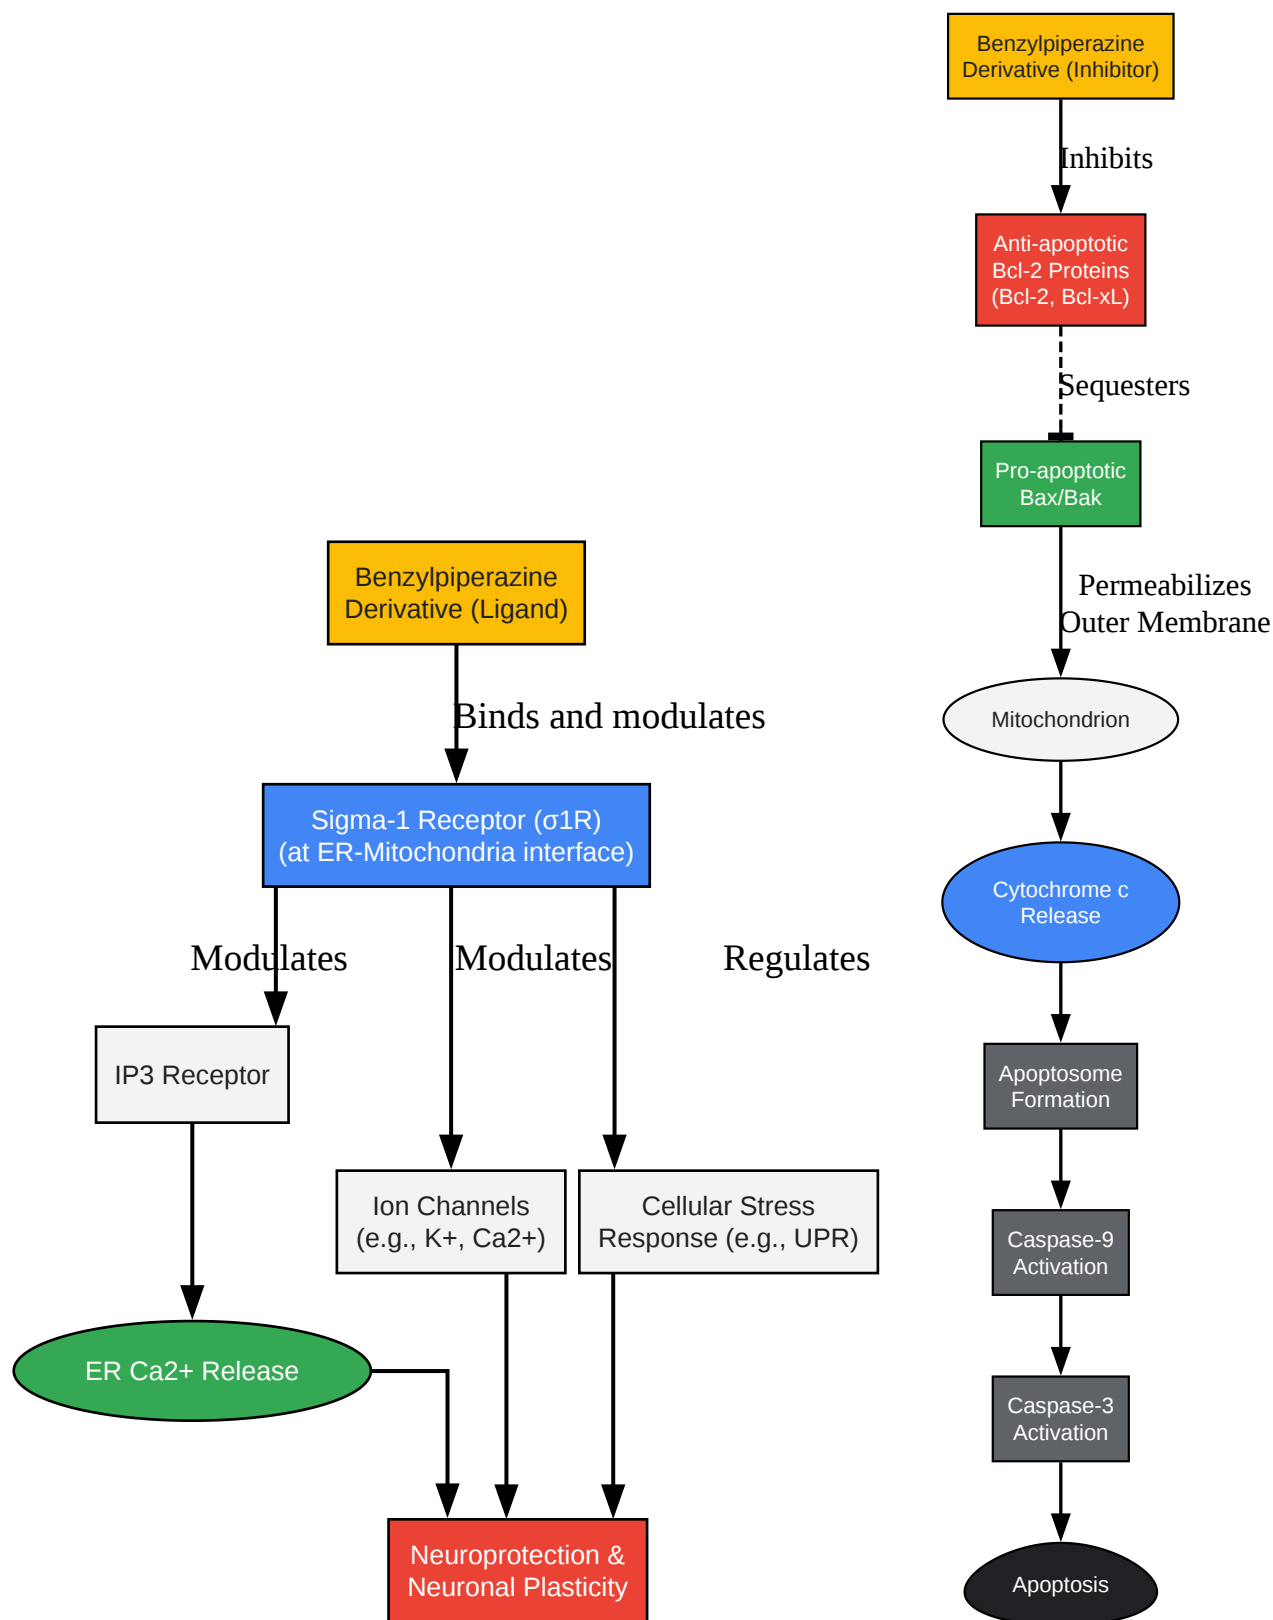 Benzylpiperazine
Derivative (Ligand)
Binds and modulates
Sigma-1 Receptor (σ1R)
(at ER-Mitochondria interface)
Modulates
Modulates
Regulates
IP3 Receptor
Ion Channels
(e.g., K+, Ca2+)
Cellular Stress
Response (e.g., UPR)
ER Ca2+ Release
Neuroprotection &
Neuronal Plasticity
Benzylpiperazine
Derivative (Inhibitor)
Inhibits
Anti-apoptotic
Bcl-2 Proteins
(Bcl-2, Bcl-xL)
Sequesters
Pro-apoptotic
Bax/Bak
Permeabilizes
Outer Membrane
Mitochondrion
Cytochrome c
Release
Apoptosome
Formation
Caspase-9
Activation
Caspase-3
Activation
Apoptosis